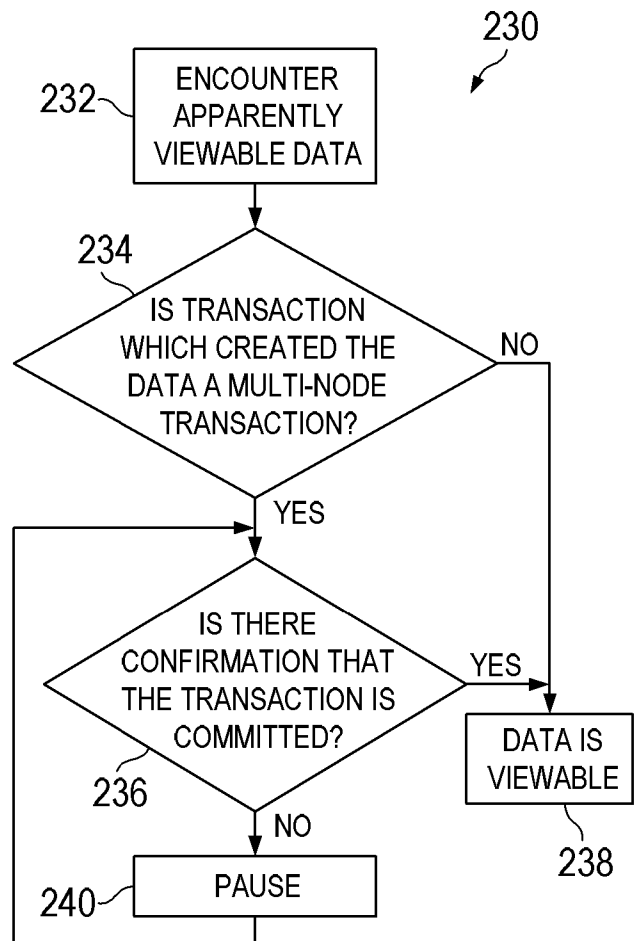 230
232
ENCOUNTER
APPARENTLY
VIEWABLE DATA
234
IS TRANSACTION
WHICH CREATED THE
DATA A MULTI-NODE
TRANSACTION?
NO
YES
IS THERE
CONFIRMATION THAT
THE TRANSACTION IS
COMMITTED?
YES
236
DATA IS
VIEWABLE
238
NO
240
PAUSE